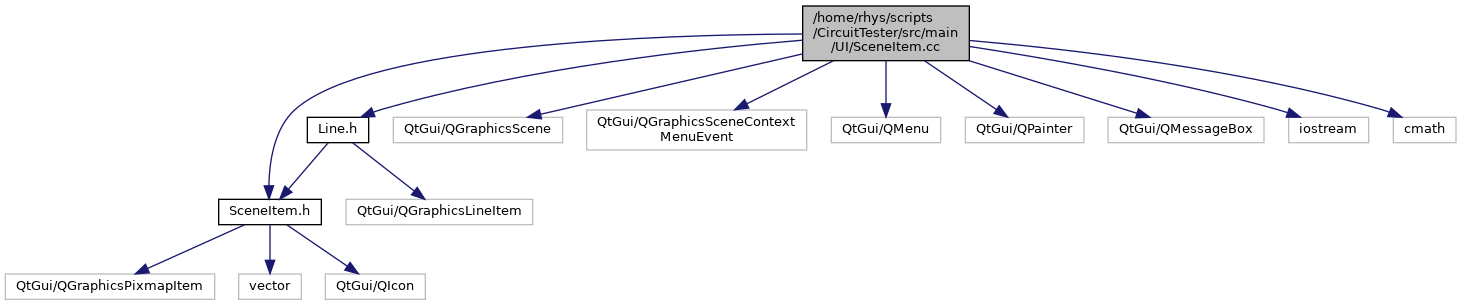 /home/rhys/scripts
/CircuitTester/src/main
/UI/SceneItem.cc
Line.h
QtGui/QGraphicsScene
QtGui/QGraphicsSceneContext
MenuEvent
QtGui/QMenu
QtGui/QPainter
QtGui/QMessageBox
iostream
cmath
SceneItem.h
QtGui/QGraphicsLineItem
QtGui/QGraphicsPixmapItem
vector
QtGui/QIcon